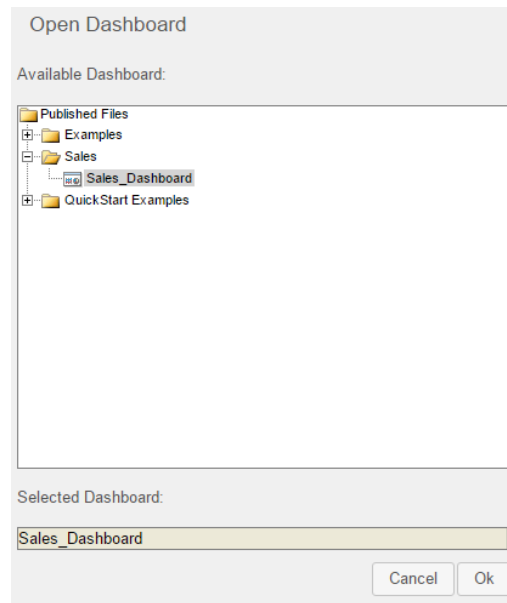 Open Dashboard
Available Dashboard:
Published Files
Examples
Sales
Sales_Dashboard
QuickStart Examples
Selected Dashboard:
Sales_Dashboard
Cancel Ok